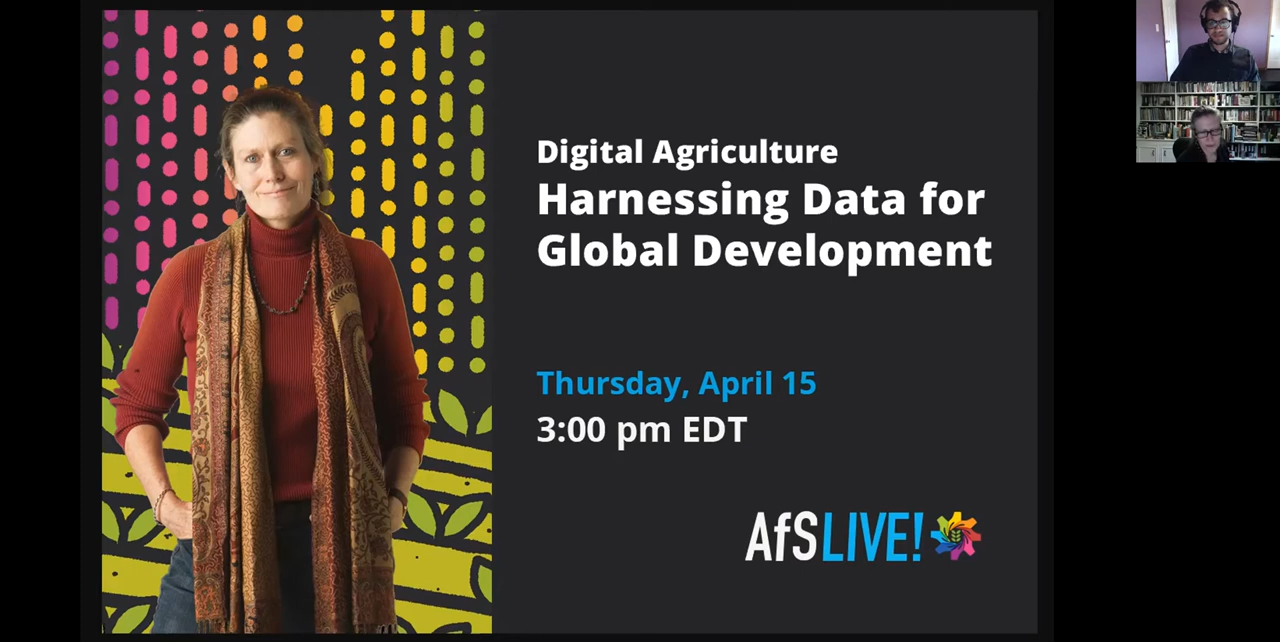 Digital Agriculture
Harnessing Data for
Global Development
Thursday, April 15
3:00 pm EDT
AfSLIVE!